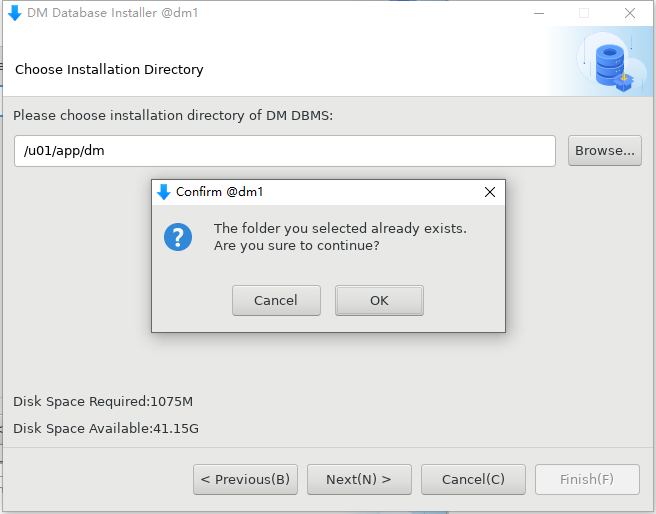 DM Database Installer @dm1
Choose Installation Directory
Please choose installation directory of DM DBMS:
/u01/app/dm
Browse...
Confirm @dm1
The folder you selected already exists.
Are you sure to continue?
Cancel
OK
Disk Space Required:1075M
Disk Space Available:41.15G
< Previous(B)
Next(N) >
Cancel(C)
Finish(F)